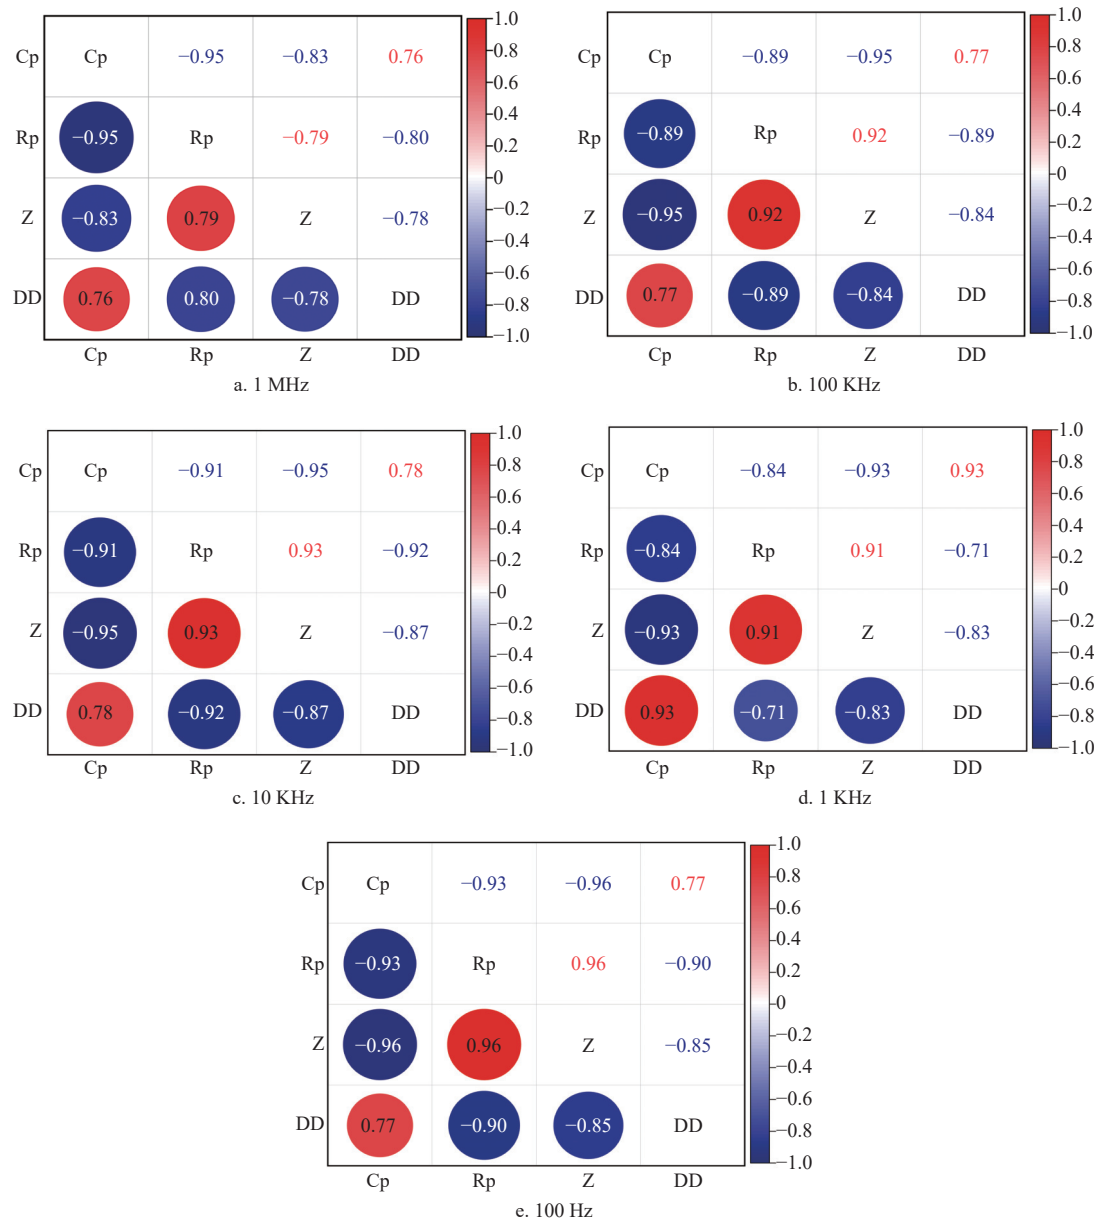 Cp Cp −0.95 −0.83 0.76
Rp −0.95 Rp −0.79 −0.80
Z −0.83 0.79 Z −0.78
DD 0.76 0.80 −0.78 DD
Cp Rp Z DD
1.0
0.8
0.6
0.4
0.2
0
−0.2
−0.4
−0.6
−0.8
−1.0
a. 1 MHz
Cp Cp −0.89 −0.95 0.77
Rp −0.89 Rp 0.92 −0.89
Z −0.95 0.92 Z −0.84
DD 0.77 −0.89 −0.84 DD
Cp Rp Z DD
1.0
0.8
0.6
0.4
0.2
0
−0.2
−0.4
−0.6
−0.8
−1.0
b. 100 KHz
Cp Cp −0.91 −0.95 0.78
Rp −0.91 Rp 0.93 −0.92
Z −0.95 0.93 Z −0.87
DD 0.78 −0.92 −0.87 DD
Cp Rp Z DD
1.0
0.8
0.6
0.4
0.2
0
−0.2
−0.4
−0.6
−0.8
−1.0
c. 10 KHz
Cp Cp −0.84 −0.93 0.93
Rp −0.84 Rp 0.91 −0.71
Z −0.93 0.91 Z −0.83
DD 0.93 −0.71 −0.83 DD
Cp Rp Z DD
1.0
0.8
0.6
0.4
0.2
0
−0.2
−0.4
−0.6
−0.8
−1.0
d. 1 KHz
Cp Cp −0.93 −0.96 0.77
Rp −0.93 Rp 0.96 −0.90
Z −0.96 0.96 Z −0.85
DD 0.77 −0.90 −0.85 DD
Cp Rp Z DD
1.0
0.8
0.6
0.4
0.2
0
−0.2
−0.4
−0.6
−0.8
−1.0
e. 100 Hz